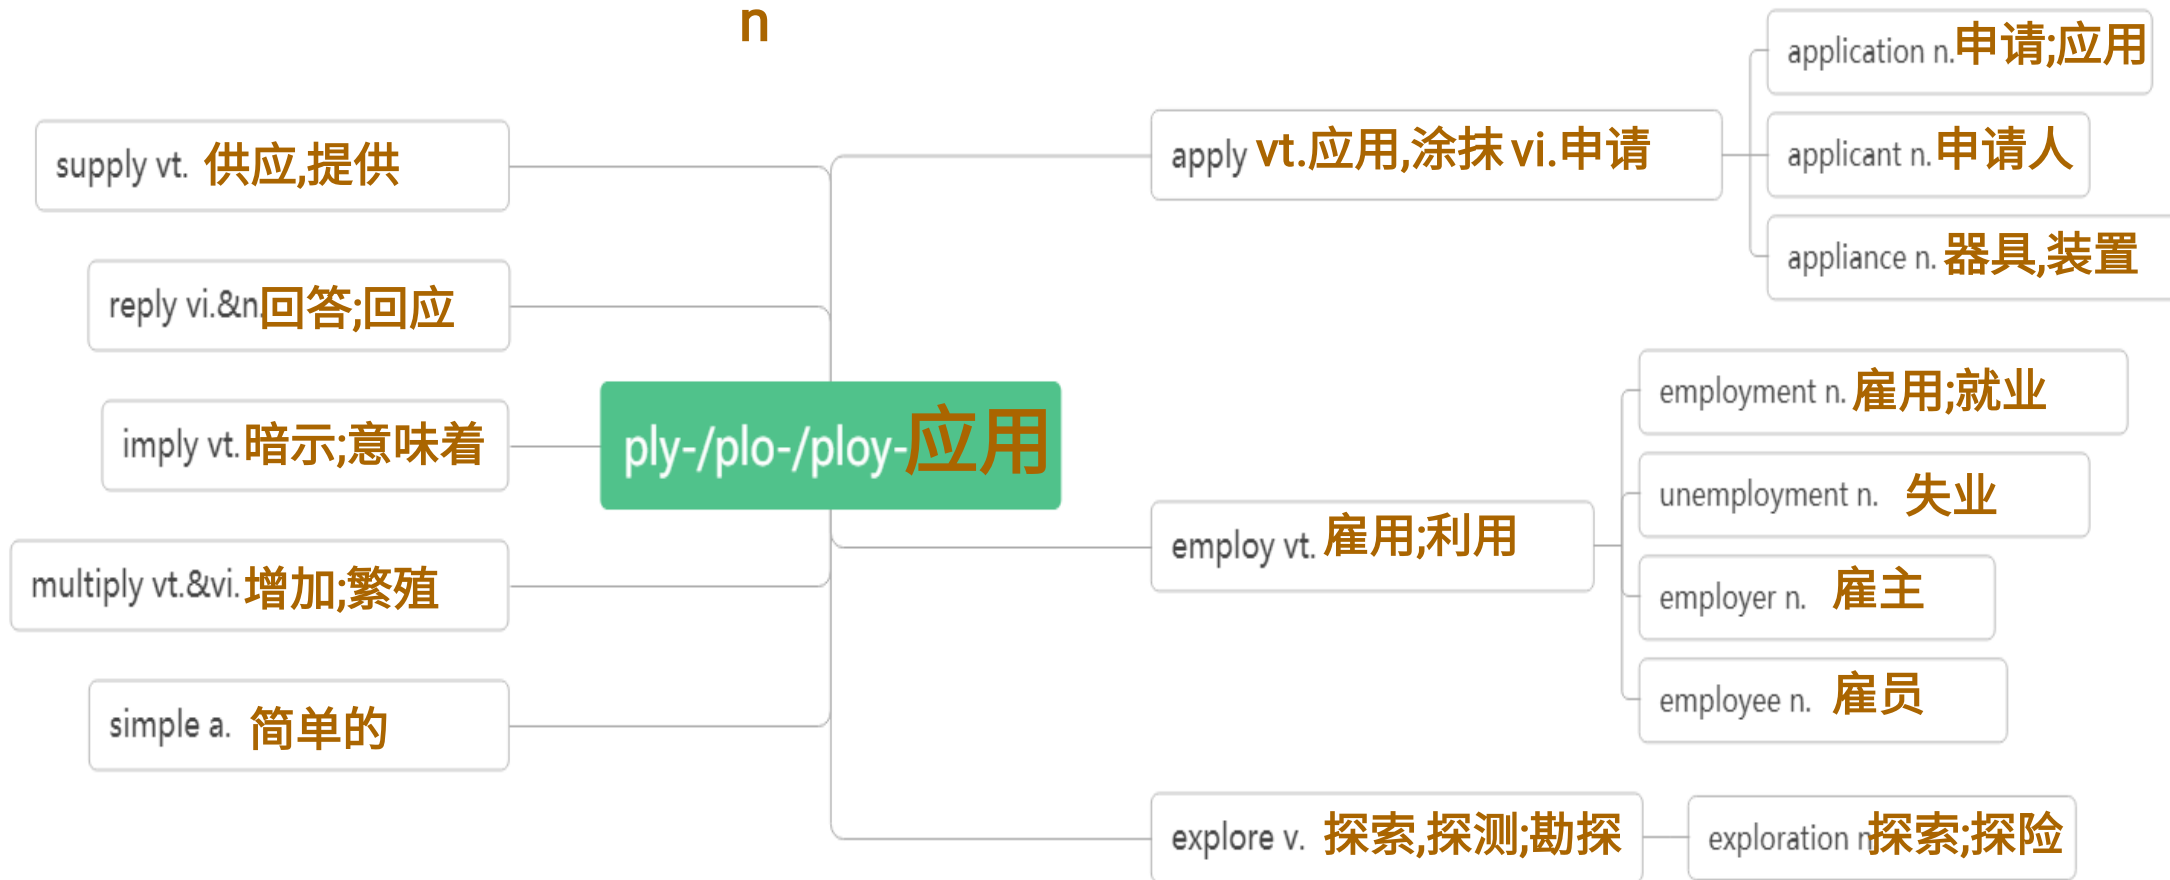 n
supply vt. 供应,提供
reply vi.&n.回答;回应
imply vt.暗示;意味着
multiply vt.&vi.增加;繁殖
simple a. 简单的
ply-/plo-/ploy-应用
apply vt.应用,涂抹 vi.申请
application n.申请;应用
applicant n.申请人
appliance n.器具,装置
employ vt.雇用;利用
employment n.雇用;就业
unemployment n. 失业
employer n. 雇主
employee n. 雇员
explore v. 探索,探测;勘探
exploration n探索;探险